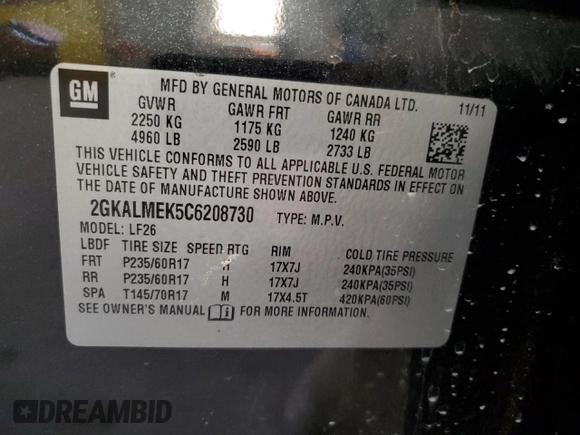 GM ®
MFD BY GENERAL MOTORS OF CANADA LTD.
GVWR GAWR FRT GAWR RR 11/11
2250 KG 1175 KG 1240 KG
4960 LB 2590 LB 2733 LB
THIS VEHICLE CONFORMS TO ALL APPLICABLE U.S. FEDERAL MOTOR
VEHICLE SAFETY AND THEFT PREVENTION STANDARDS IN EFFECT ON
THE DATE OF MANUFACTURE SHOWN ABOVE.
2GKALMEK5C6208730 TYPE: M.P.V.
MODEL: LF26
LBDF TIRE SIZE SPEED RTG RIM COLD TIRE PRESSURE
FRT P235/60R17 H 17X7J 240KPA(35PSI)
RR P235/60R17 H 17X7J 240KPA(35PSI)
SPA T145/70R17 M 17X4.5T 420KPA(60PSI)
SEE OWNER'S MANUAL i FOR MORE INFORMATION.
DREAMBID